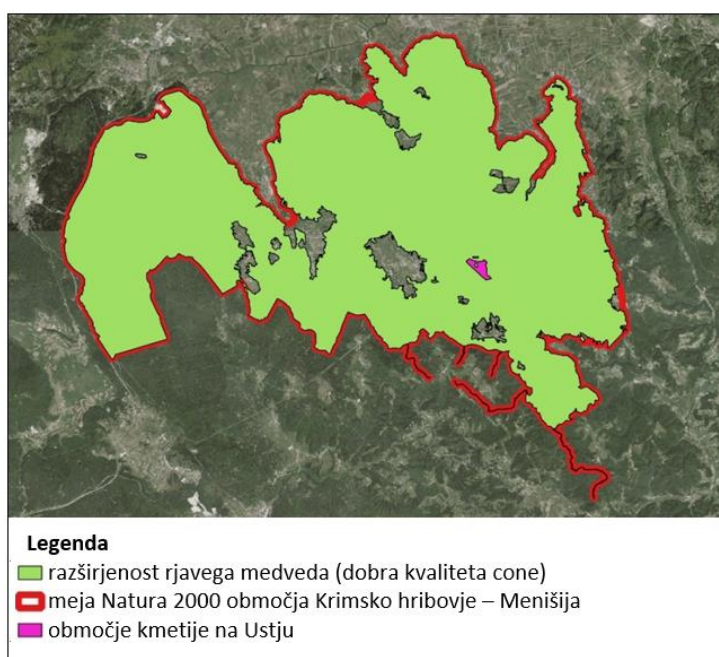 Legenda
razširjenost rjavega medveda (dobra kvaliteta cone)
meja Natura 2000 območja Krimsko hribovje – Menišija
območje kmetije na Ustju